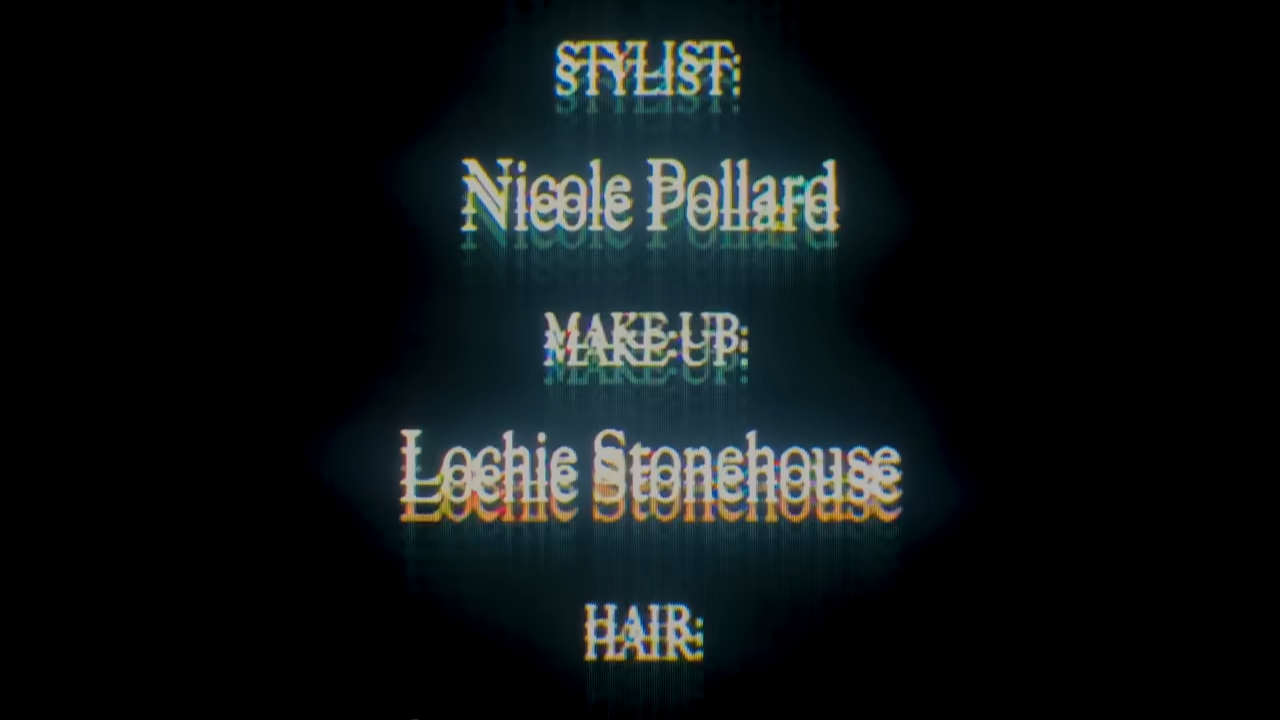 STYLIST:
Nicole Pollard
MAKE-UP:
Lochie Stonehouse
HAIR: